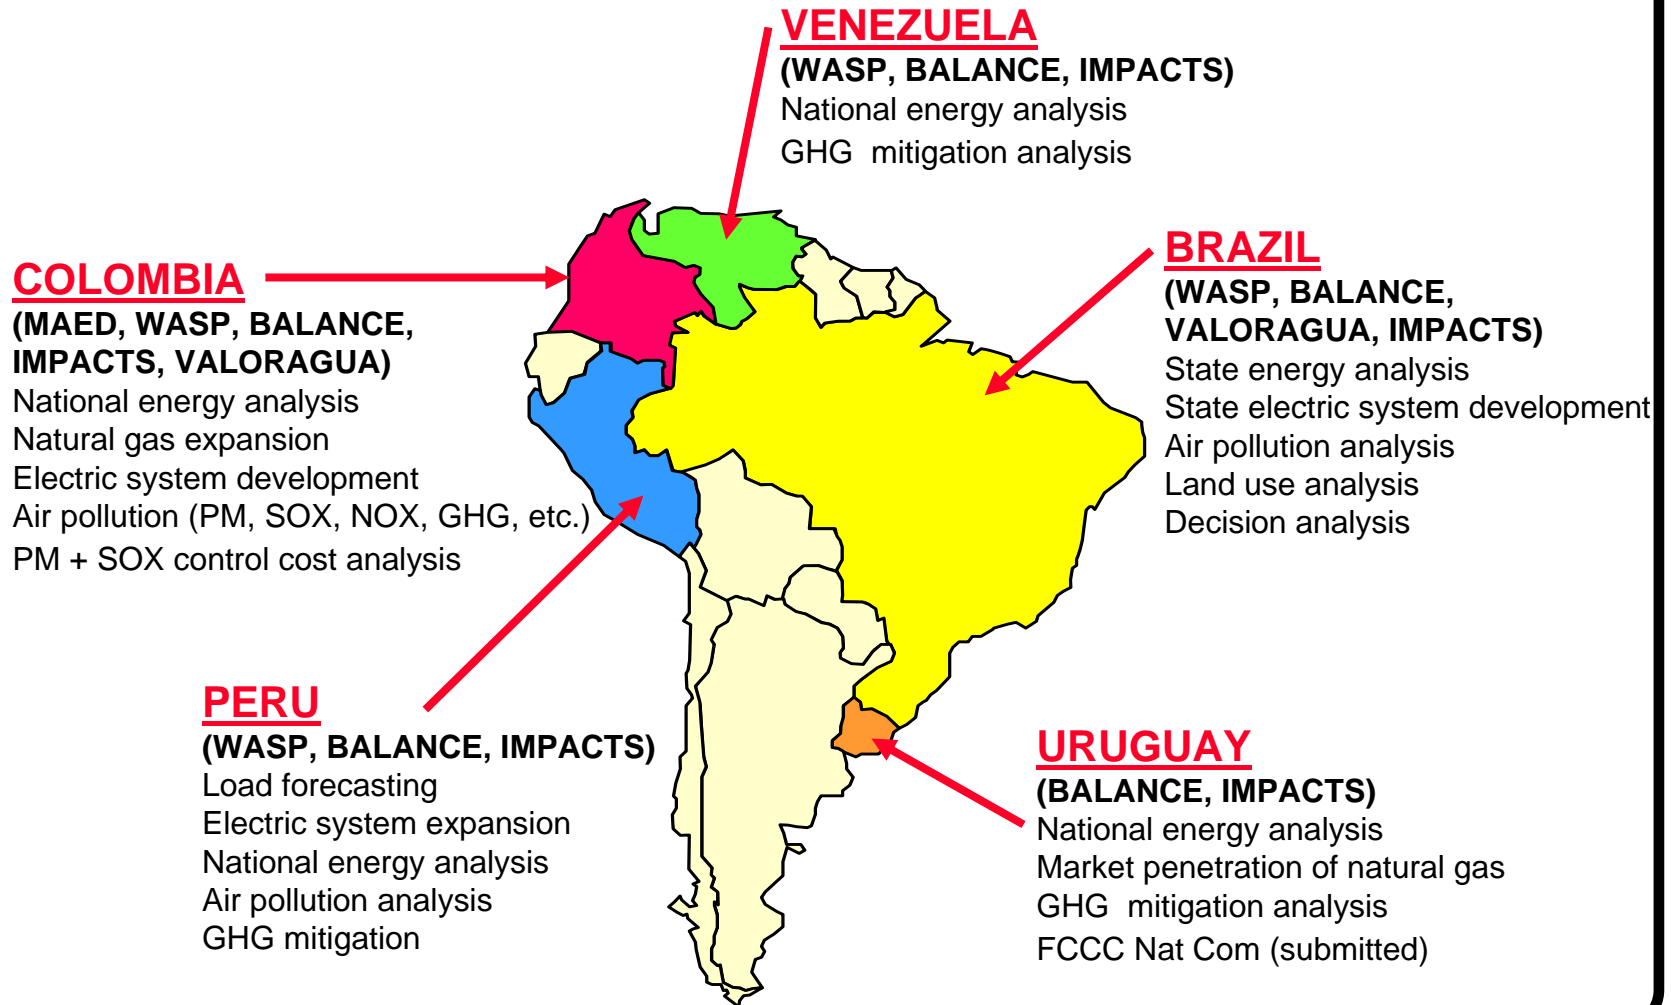 VENEZUELA
(WASP, BALANCE, IMPACTS)
National energy analysis
GHG  mitigation analysis
COLOMBIA
(MAED, WASP, BALANCE,
IMPACTS, VALORAGUA)
National energy analysis
Natural gas expansion
Electric system development
Air pollution (PM, SOX, NOX, GHG, etc.)
PM + SOX control cost analysis
BRAZIL
(WASP, BALANCE,
VALORAGUA, IMPACTS)
State energy analysis
State electric system development
Air pollution analysis
Land use analysis
Decision analysis
PERU
(WASP, BALANCE, IMPACTS)
Load forecasting
Electric system expansion
National energy analysis
Air pollution analysis
GHG mitigation
URUGUAY
(BALANCE, IMPACTS)
National energy analysis
Market penetration of natural gas
GHG  mitigation analysis
FCCC Nat Com (submitted)